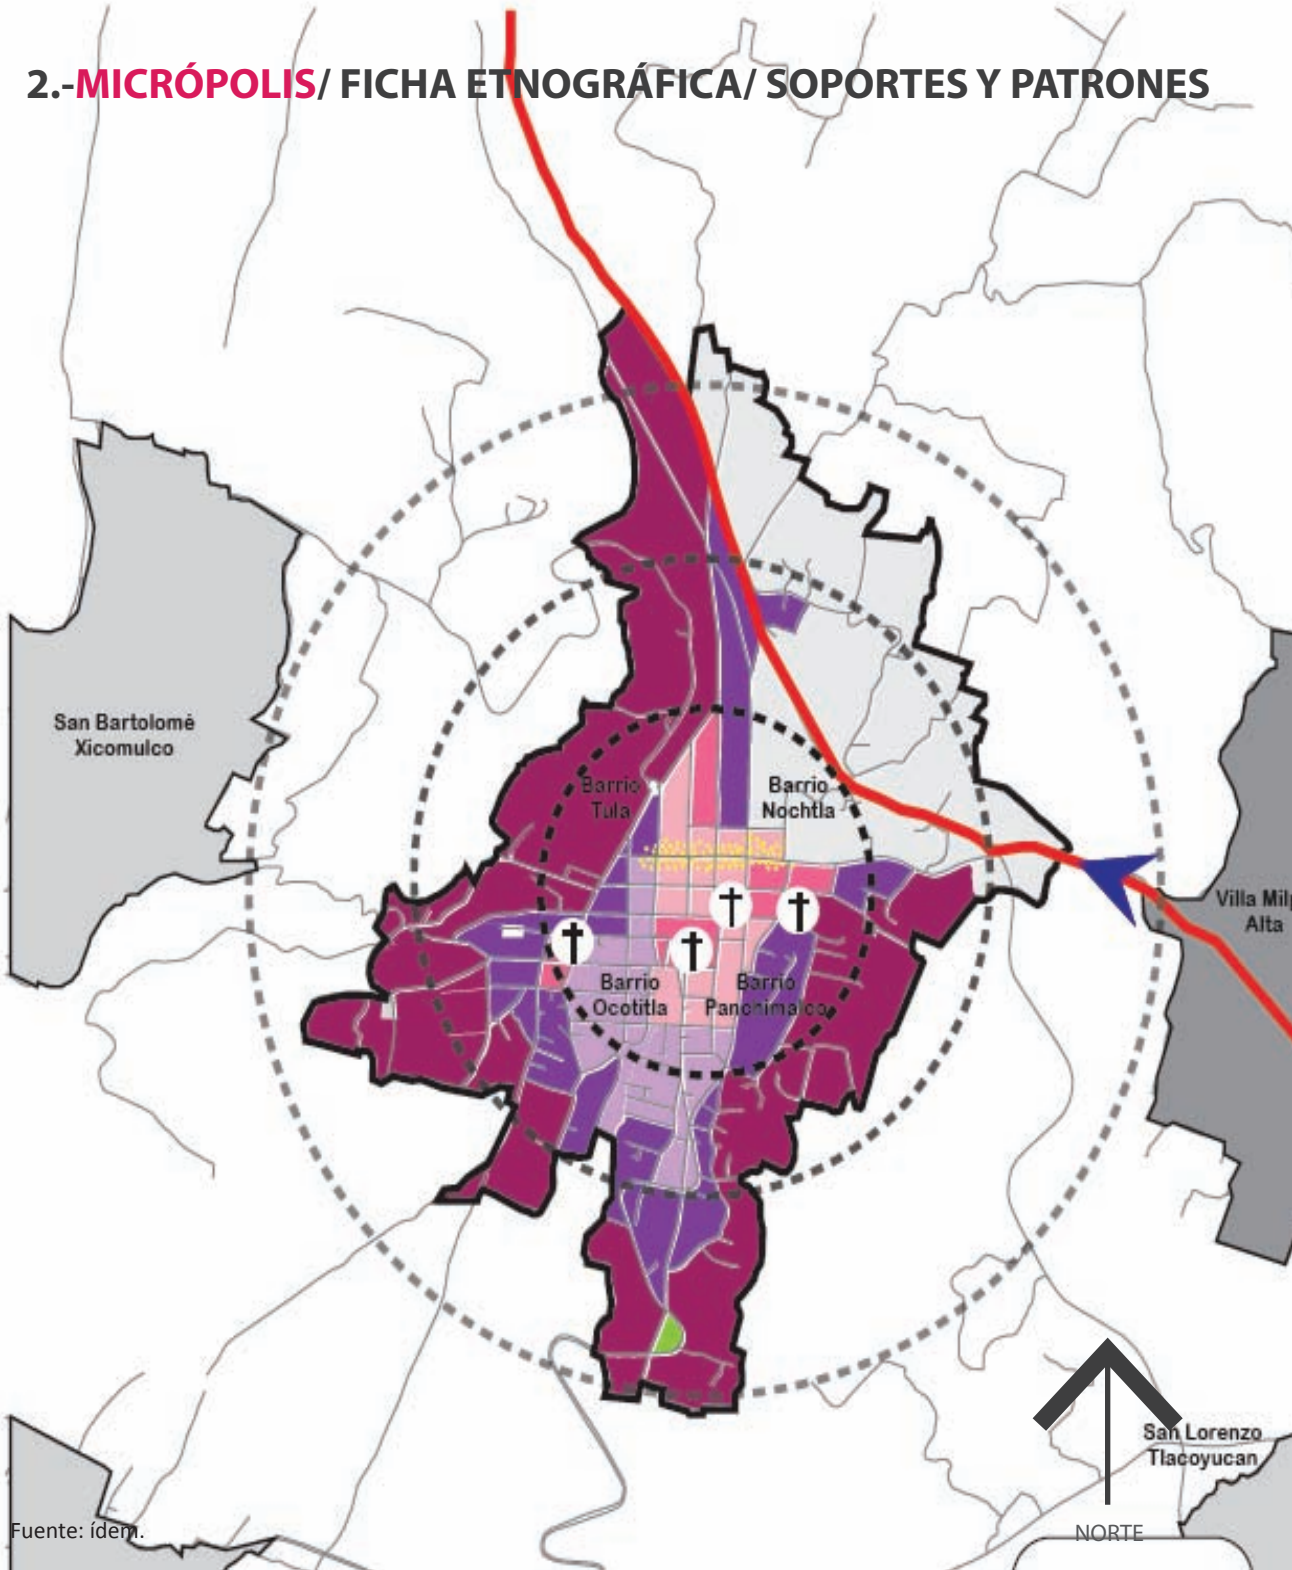 2.-MICRÓPOLIS/ FICHA ETNOGRÁFICA/ SOPORTES Y PATRONES
San Bartolomé
Xicomulco
Barrio
Tula
Barrio
Nochtla
Villa Milp
Alta
Barrio
Ocotitla
Barrio
Panchimalco
San Lorenzo
Tlacoyucan
Fuente: ídem.
NORTE